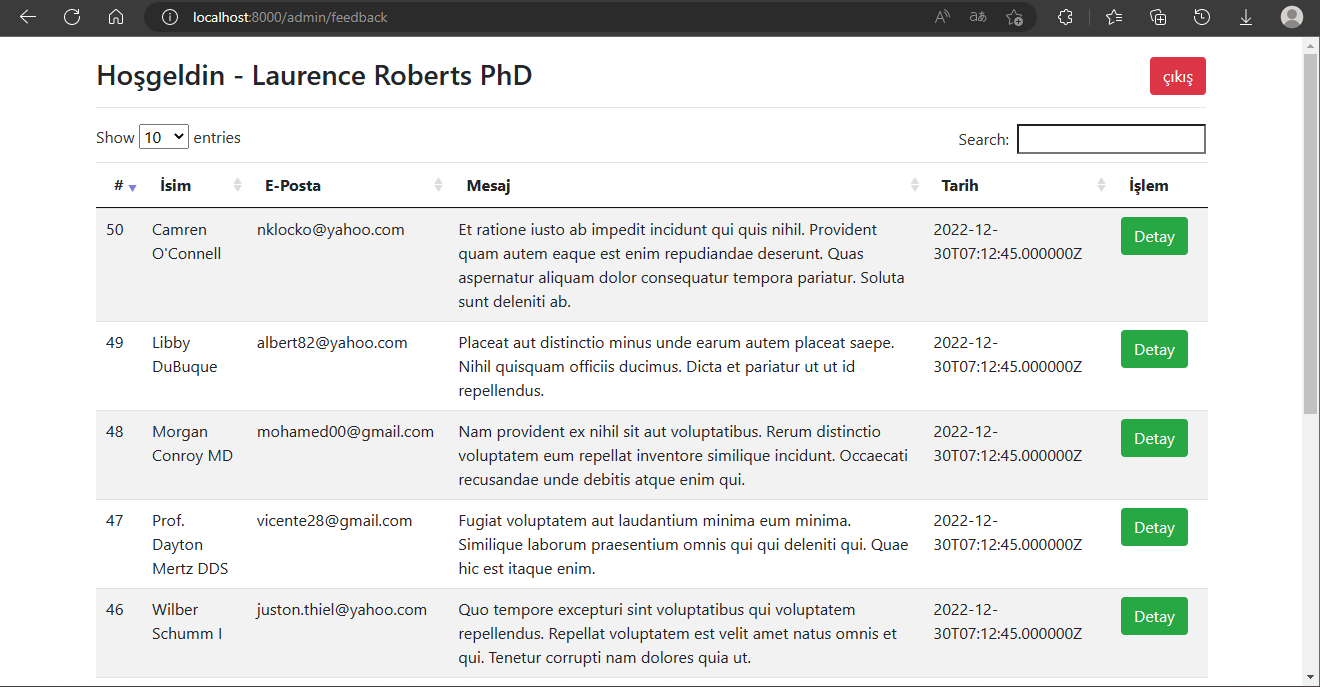 localhost:8000/admin/feedback
Hoşgeldin - Laurence Roberts PhD
çıkış
Show 10 entries
Search:
# İsim E-Posta Mesaj Tarih İşlem
50 Camren nklocko@yahoo.com Et ratione iusto ab impedit incidunt qui quis nihil. Provident 2022-12- Detay
O'Connell quam autem eaque est enim repudiandae deserunt. Quas 30T07:12:45.000000Z
aspernatur aliquam dolor consequatur tempora pariatur. Soluta
sunt deleniti ab.
49 Libby albert82@yahoo.com Placeat aut distinctio minus unde earum autem placeat saepe. 2022-12- Detay
DuBuque Nihil quisquam officiis ducimus. Dicta et pariatur ut ut id 30T07:12:45.000000Z
repellendus.
48 Morgan mohamed00@gmail.com Nam provident ex nihil sit aut voluptatibus. Rerum distinctio 2022-12- Detay
Conroy MD voluptatem eum repellat inventore similique incidunt. Occaecati 30T07:12:45.000000Z
recusandae unde debitis atque enim qui.
47 Prof. vicente28@gmail.com Fugiat voluptatem aut laudantium minima eum minima. 2022-12- Detay
Dayton Similique laborum praesentium omnis qui qui deleniti qui. Quae 30T07:12:45.000000Z
Mertz DDS hic est itaque enim.
46 Wilber juston.thiel@yahoo.com Quo tempore excepturi sint voluptatibus qui voluptatem 2022-12- Detay
Schumm I repellendus. Repellat voluptatem est velit amet natus omnis et 30T07:12:45.000000Z
qui. Tenetur corrupti nam dolores quia ut.